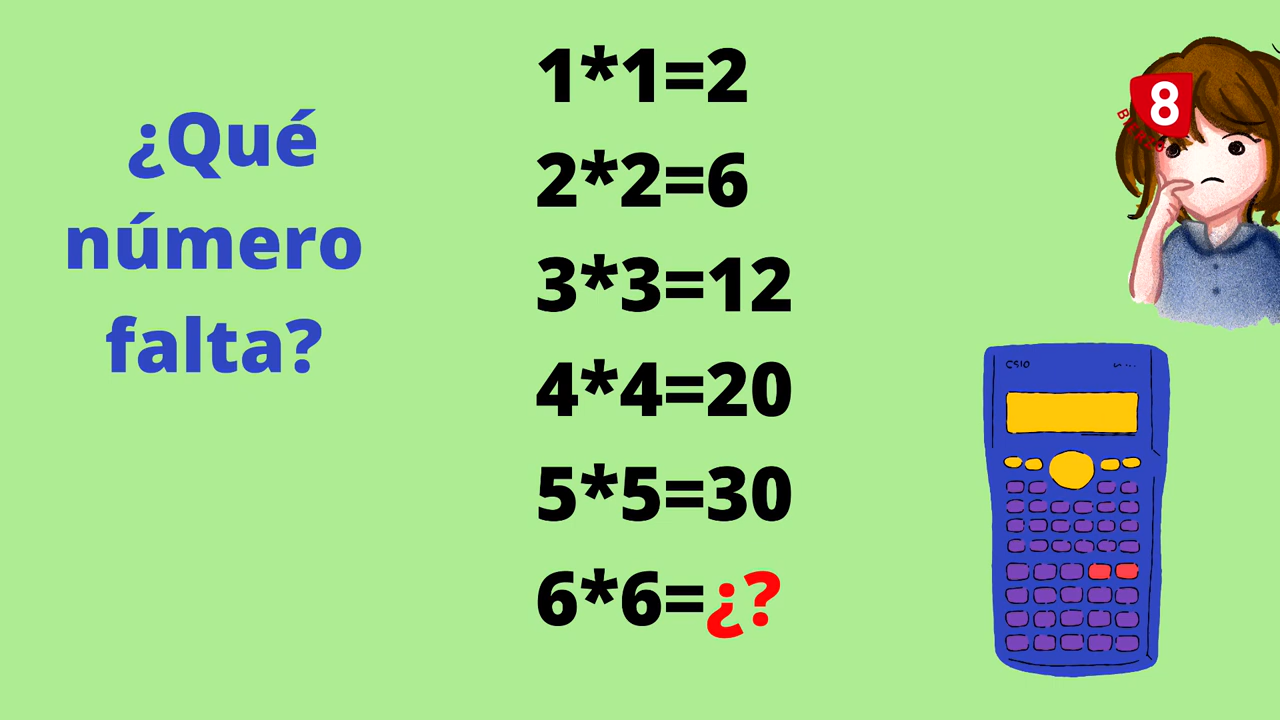 ¿Qué
número
falta?
1*1=2
2*2=6
3*3=12
4*4=20
5*5=30
6*6=¿?
8